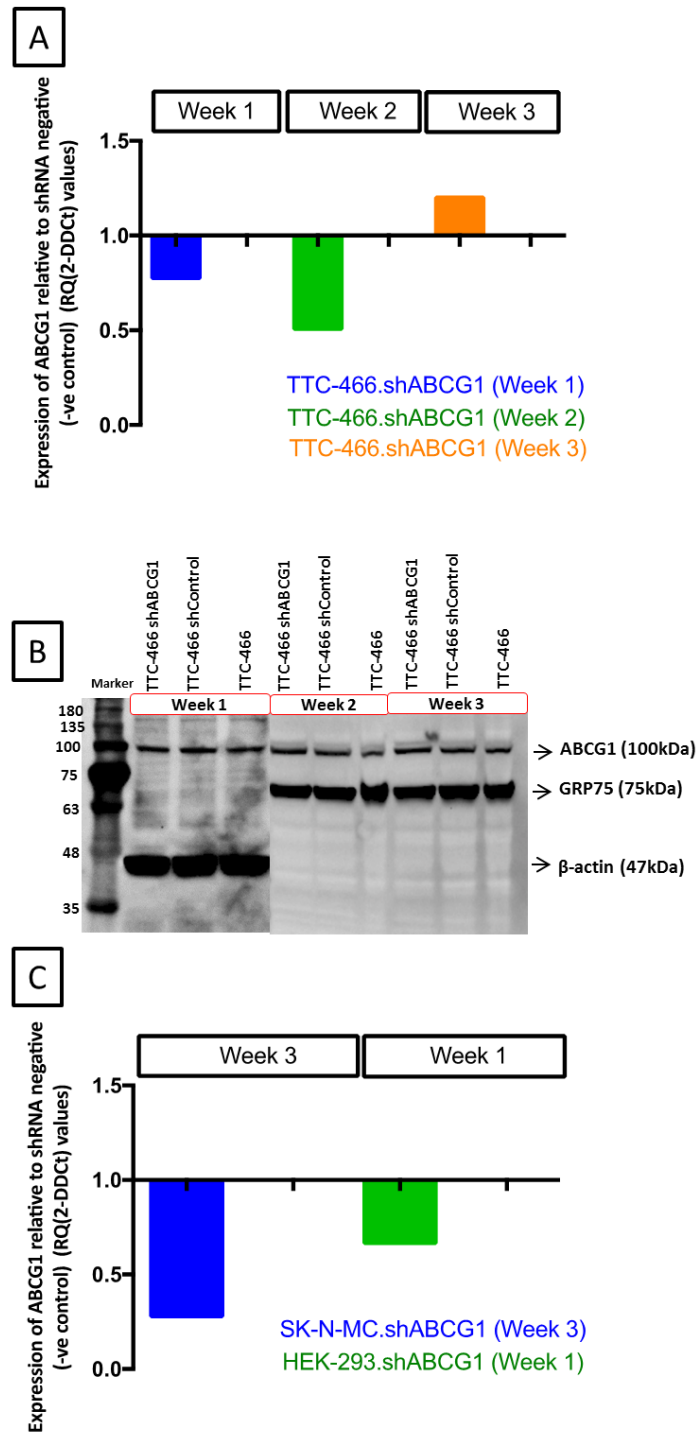 A
Week 1
Week 2
Week 3
Expression of ABCG1 relative to shRNA negative
(-ve control) (RQ(2-DDCt) values)
1.5
1.0
0.5
0.0
TTC-466.shABCG1 (Week 1)
TTC-466.shABCG1 (Week 2)
TTC-466.shABCG1 (Week 3)
B
Marker
TTC-466 shABCG1
TTC-466 shControl
TTC-466
TTC-466 shABCG1
TTC-466 shControl
TTC-466
TTC-466 shABCG1
TTC-466 shControl
TTC-466
Week 1
Week 2
Week 3
180
135
100
75
63
48
35
ABCG1 (100kDa)
GRP75 (75kDa)
β-actin (47kDa)
C
Week 3
Week 1
Expression of ABCG1 relative to shRNA negative
(-ve control) (RQ(2-DDCt) values)
1.5
1.0
0.5
0.0
SK-N-MC.shABCG1 (Week 3)
HEK-293.shABCG1 (Week 1)